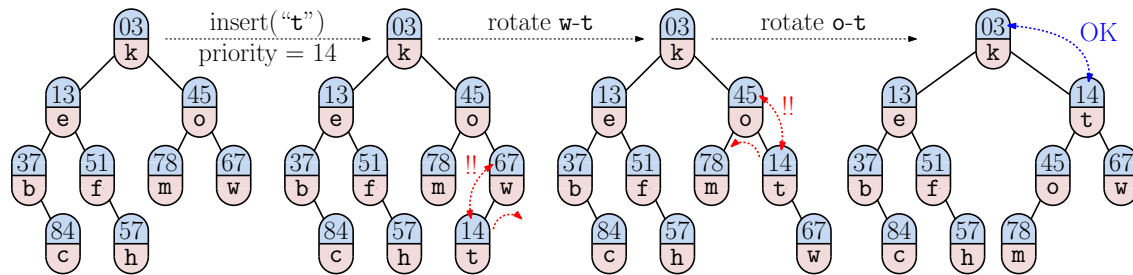 insert(“t”)
priority = 14
rotate w-t
rotate o-t
03
k
13
e
45
o
37
b
51
f
78
m
67
w
84
c
57
h
03
k
13
e
45
o
37
b
51
f
78
m
!!
67
w
84
c
57
h
14
t
03
k
13
e
45
o
!!
37
b
51
f
78
m
14
t
84
c
57
h
67
w
03
k
OK
13
e
14
t
37
b
51
f
45
o
67
w
84
c
57
h
78
m